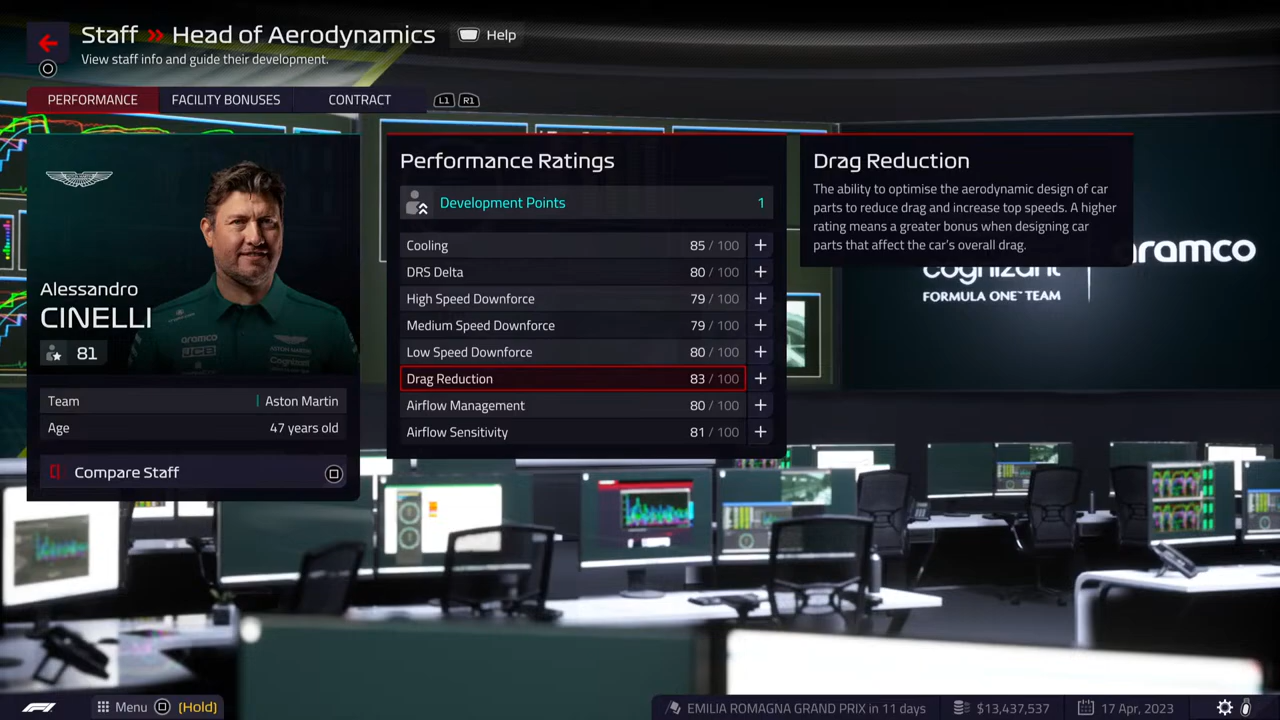 Staff » Head of Aerodynamics
Help
View staff info and guide their development.
PERFORMANCE
FACILITY BONUSES
CONTRACT
L1 R1
Alessandro
CINELLI
81
Team Aston Martin
Age 47 years old
Compare Staff
Performance Ratings
Development Points 1
Cooling 85 / 100 +
DRS Delta 80 / 100 +
High Speed Downforce 79 / 100 +
Medium Speed Downforce 79 / 100 +
Low Speed Downforce 80 / 100 +
Drag Reduction 83 / 100 +
Airflow Management 80 / 100 +
Airflow Sensitivity 81 / 100 +
Drag Reduction
The ability to optimise the aerodynamic design of car
parts to reduce drag and increase top speeds. A higher
rating means a greater bonus when designing car
parts that affect the car's overall drag.
cognizant
aramco
FORMULA ONE™ TEAM
aramco
JCB
Menu (Hold)
EMILIA ROMAGNA GRAND PRIX in 11 days
$13,437,537
17 Apr, 2023